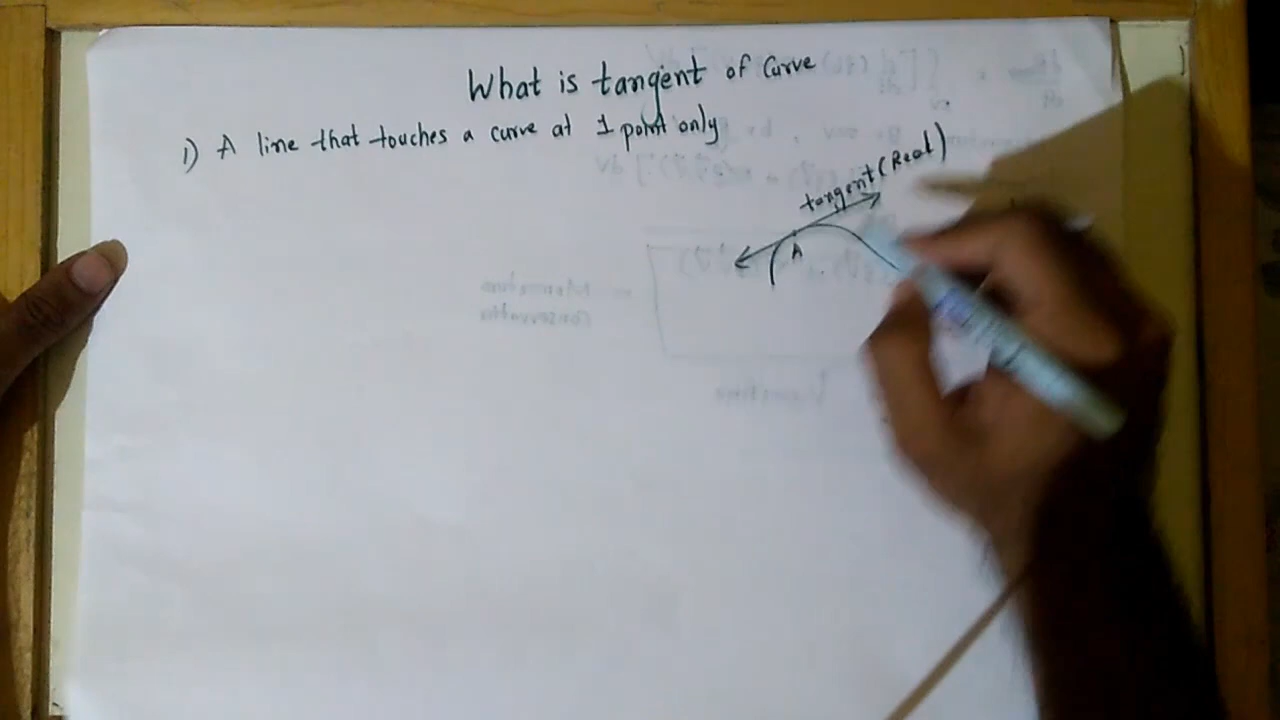 What is tangent of Curve
1) A line that touches a curve at 1 point only
tangent (Real)
A